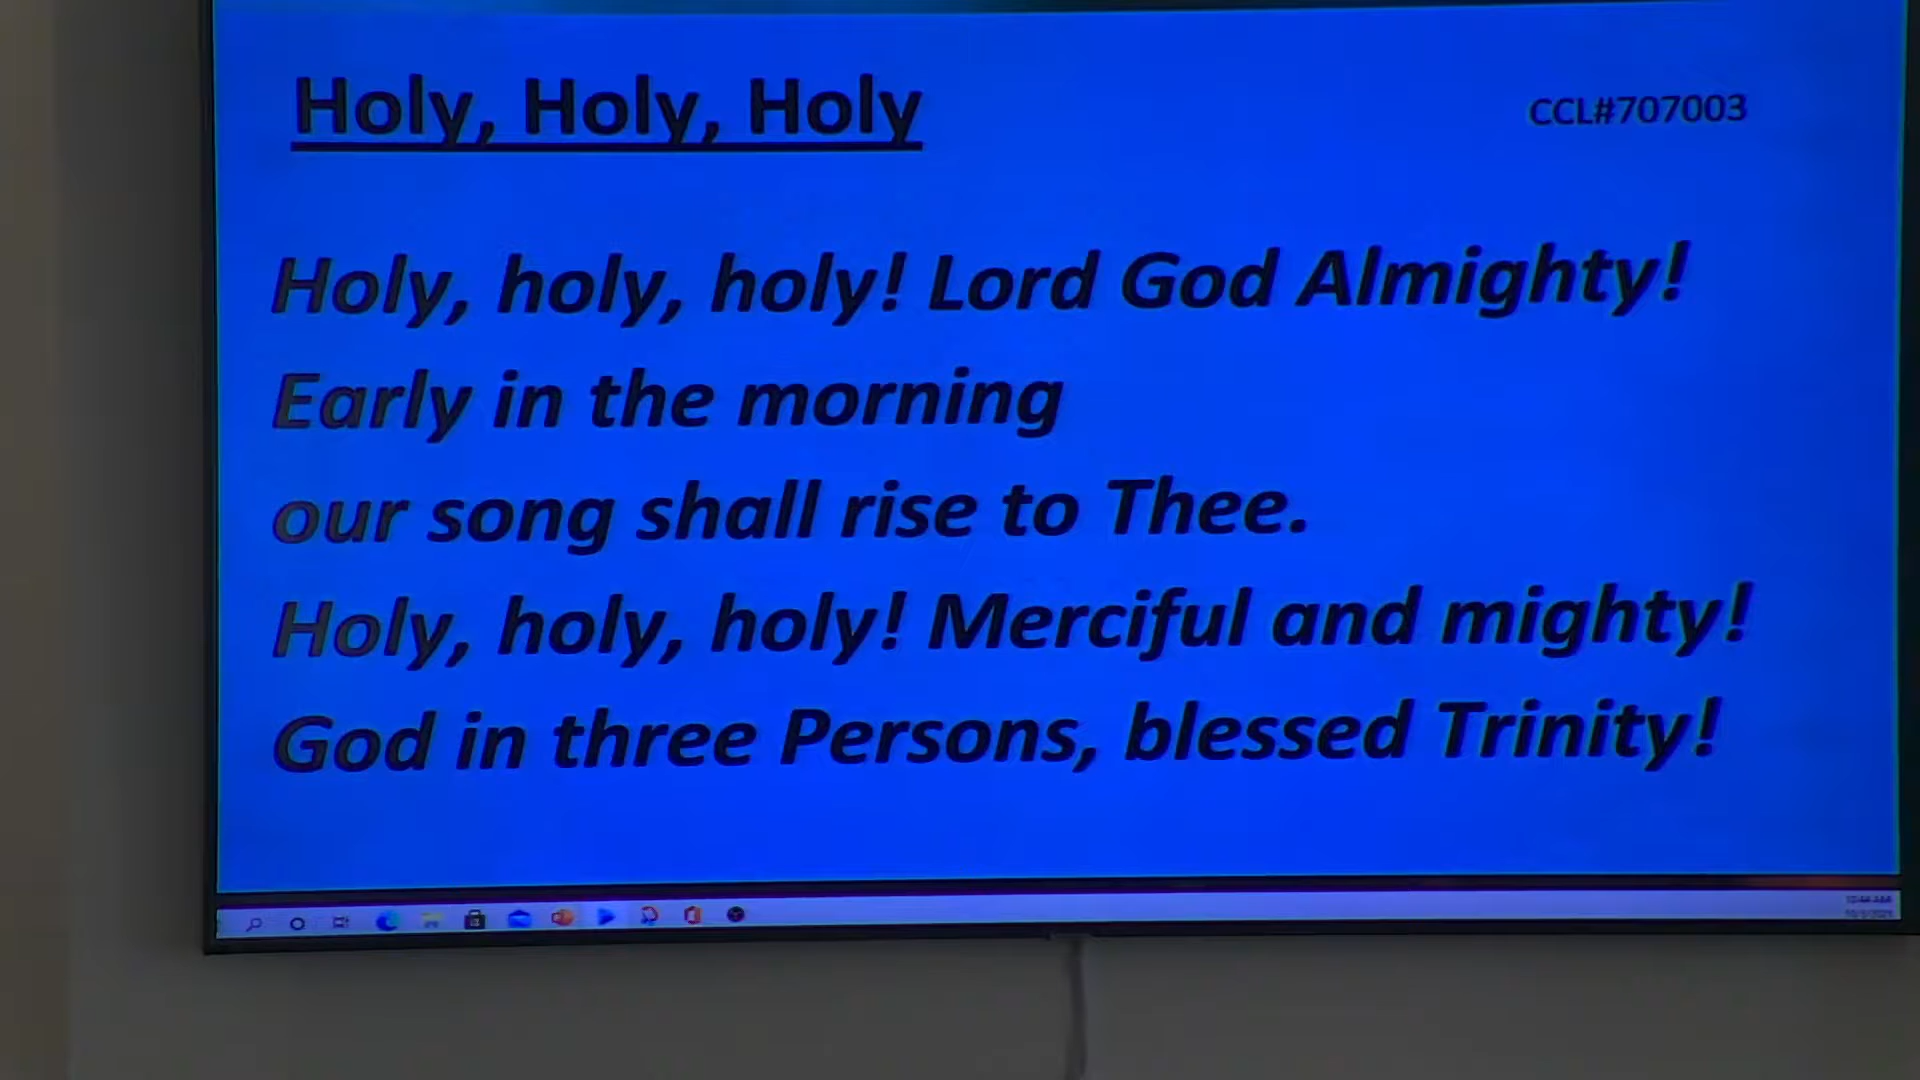 Holy, Holy, Holy
CCL#707003
Holy, holy, holy! Lord God Almighty!
Early in the morning
our song shall rise to Thee.
Holy, holy, holy! Merciful and mighty!
God in three Persons, blessed Trinity!